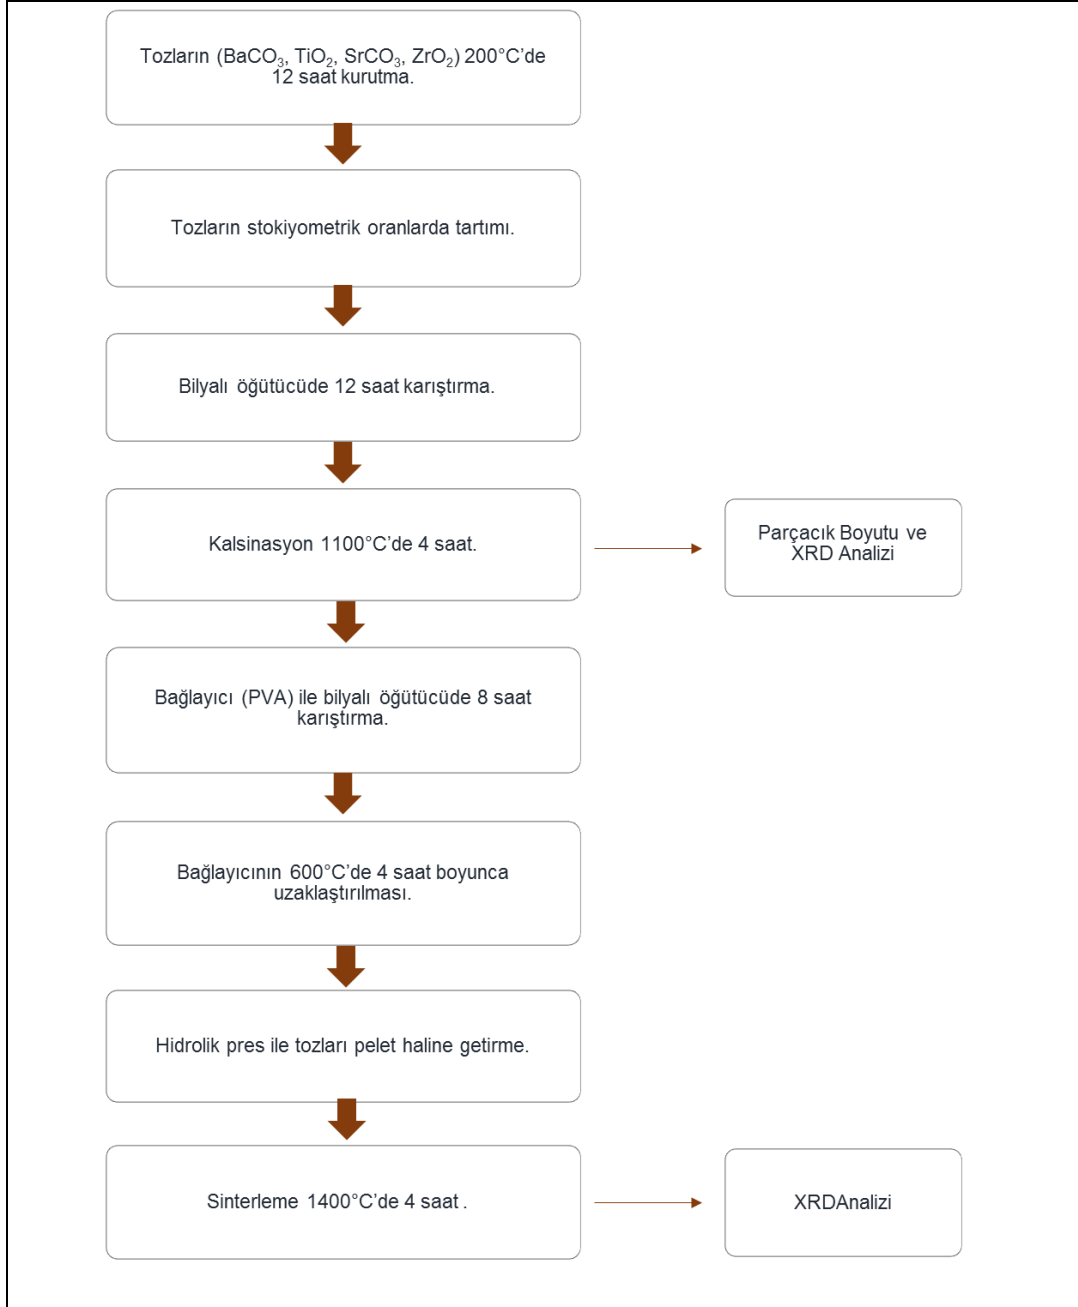 Tozların (BaCO₃, TiO₂, SrCO₃, ZrO₂) 200°C’de
12 saat kurutma.
Tozların stokiyometrik oranlarda tartımı.
Bilyalı öğütücüde 12 saat karıştırma.
Kalsinasyon 1100°C’de 4 saat.
Parçacık Boyutu ve
XRD Analizi
Bağlayıcı (PVA) ile bilyalı öğütücüde 8 saat
karıştırma.
Bağlayıcının 600°C’de 4 saat boyunca
uzaklaştırılması.
Hidrolik pres ile tozları pelet haline getirme.
Sinterleme 1400°C’de 4 saat .
XRDAnalizi